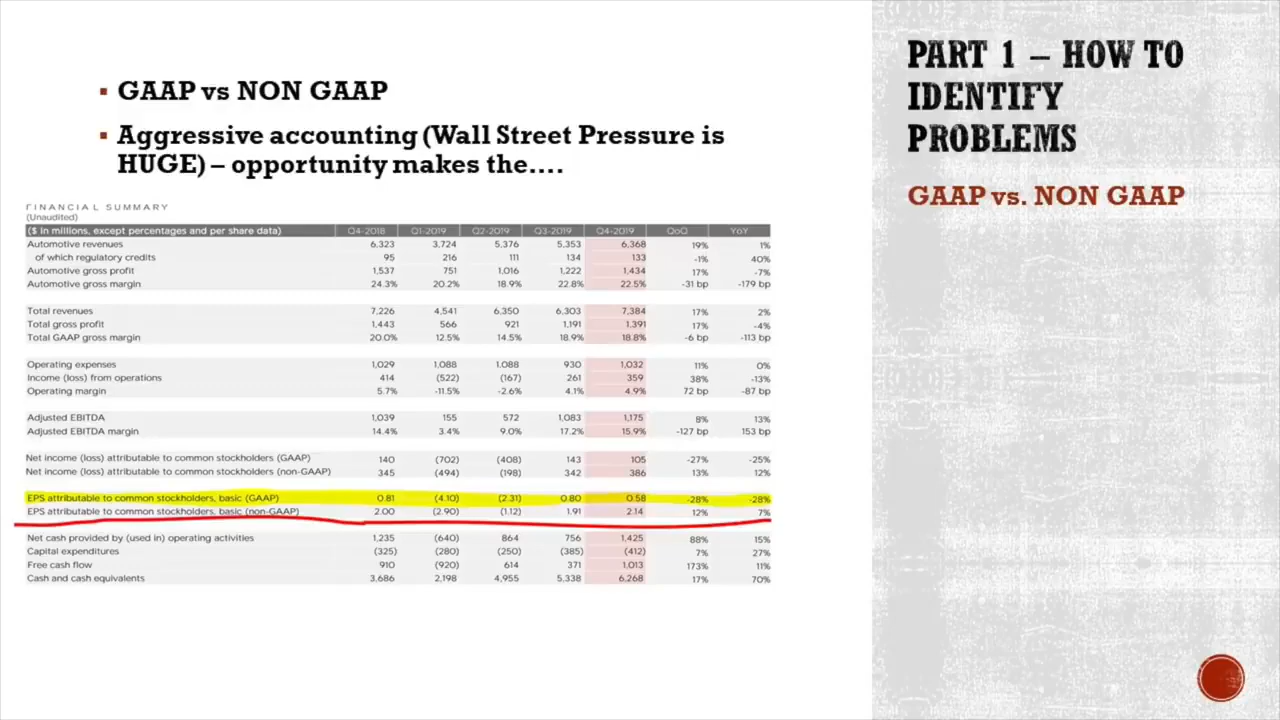 GAAP vs NON GAAP
Aggressive accounting (Wall Street Pressure is
HUGE) – opportunity makes the....
PART 1 – HOW TO
IDENTIFY
PROBLEMS
GAAP vs. NON GAAP
FINANCIAL SUMMARY
(Unaudited)
($ in millions, except percentages and per share data) Q4-2018 Q1-2019 Q2-2019 Q3-2019 Q4-2019 QoQ YoY
Automotive revenues 6,323 3,724 5,376 5,353 6,368 19% 1%
of which regulatory credits 95 216 111 134 133 -1% 40%
Automotive gross profit 1,537 751 1,016 1,222 1,434 17% -7%
Automotive gross margin 24.3% 20.2% 18.9% 22.8% 22.5% -31 bp -179 bp
Total revenues 7,226 4,541 6,350 6,303 7,384 17% 2%
Total gross profit 1,443 566 921 1,191 1,391 17% -4%
Total GAAP gross margin 20.0% 12.5% 14.5% 18.9% 18.8% -6 bp -113 bp
Operating expenses 1,029 1,088 1,088 930 1,032 11% 0%
Income (loss) from operations 414 (522) (167) 261 359 38% -13%
Operating margin 5.7% -11.5% -2.6% 4.1% 4.9% 72 bp -87 bp
Adjusted EBITDA 1,039 155 572 1,083 1,175 8% 13%
Adjusted EBITDA margin 14.4% 3.4% 9.0% 17.2% 15.9% -127 bp 153 bp
Net income (loss) attributable to common stockholders (GAAP) 140 (702) (408) 143 105 -27% -25%
Net income (loss) attributable to common stockholders (non-GAAP) 345 (494) (198) 342 386 13% 12%
EPS attributable to common stockholders, basic (GAAP) 0.81 (4.10) (2.31) 0.80 0.58 -28% -28%
EPS attributable to common stockholders, basic (non-GAAP) 2.00 (2.90) (1.12) 1.91 2.14 12% 7%
Net cash provided by (used in) operating activities 1,235 (640) 864 756 1,425 88% 15%
Capital expenditures (325) (280) (250) (385) (412) 7% 27%
Free cash flow 910 (920) 614 371 1,013 173% 11%
Cash and cash equivalents 3,686 2,198 4,955 5,338 6,268 17% 70%